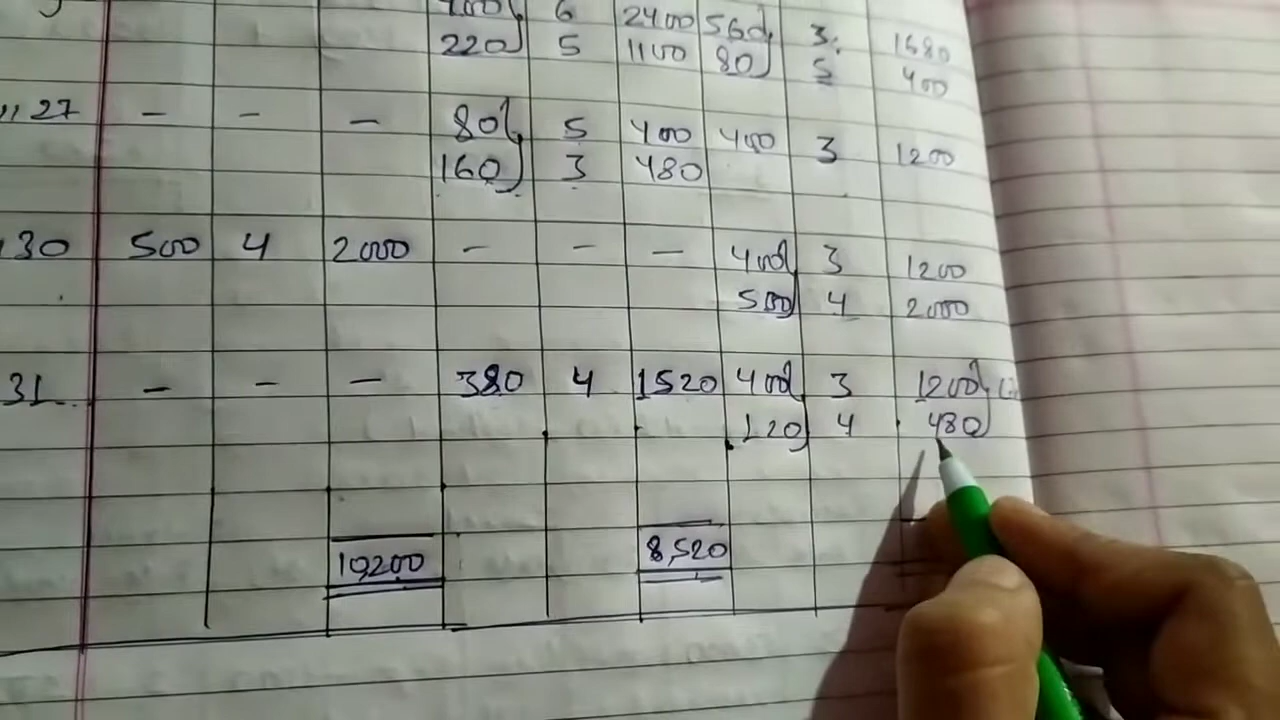 400 6 2400 560 3 1680
220 5 1100 80 5 400
,, 27 - - - 80 5 400 400 3 1200
160 3 480
,, 30 500 4 2000 - - - 400 3 1200
500 4 2000
31 - - - 380 4 1520 400 3 1200
120 4 480
10200 8,520